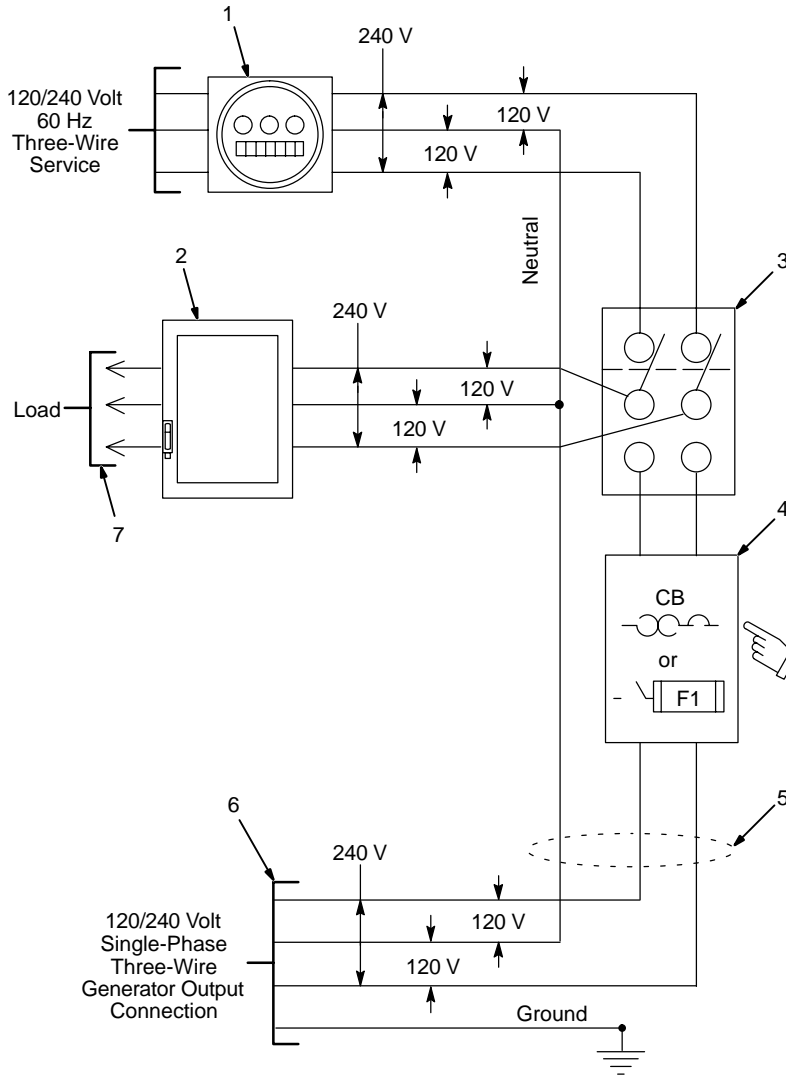 1
240 V
120/240 Volt
60 Hz
Three-Wire
Service
120 V
120 V
Neutral
2
3
240 V
Load
120 V
120 V
7
4
CB
or
F1
5
6
240 V
120/240 Volt
Single-Phase
Three-Wire
Generator Output
Connection
120 V
120 V
Ground